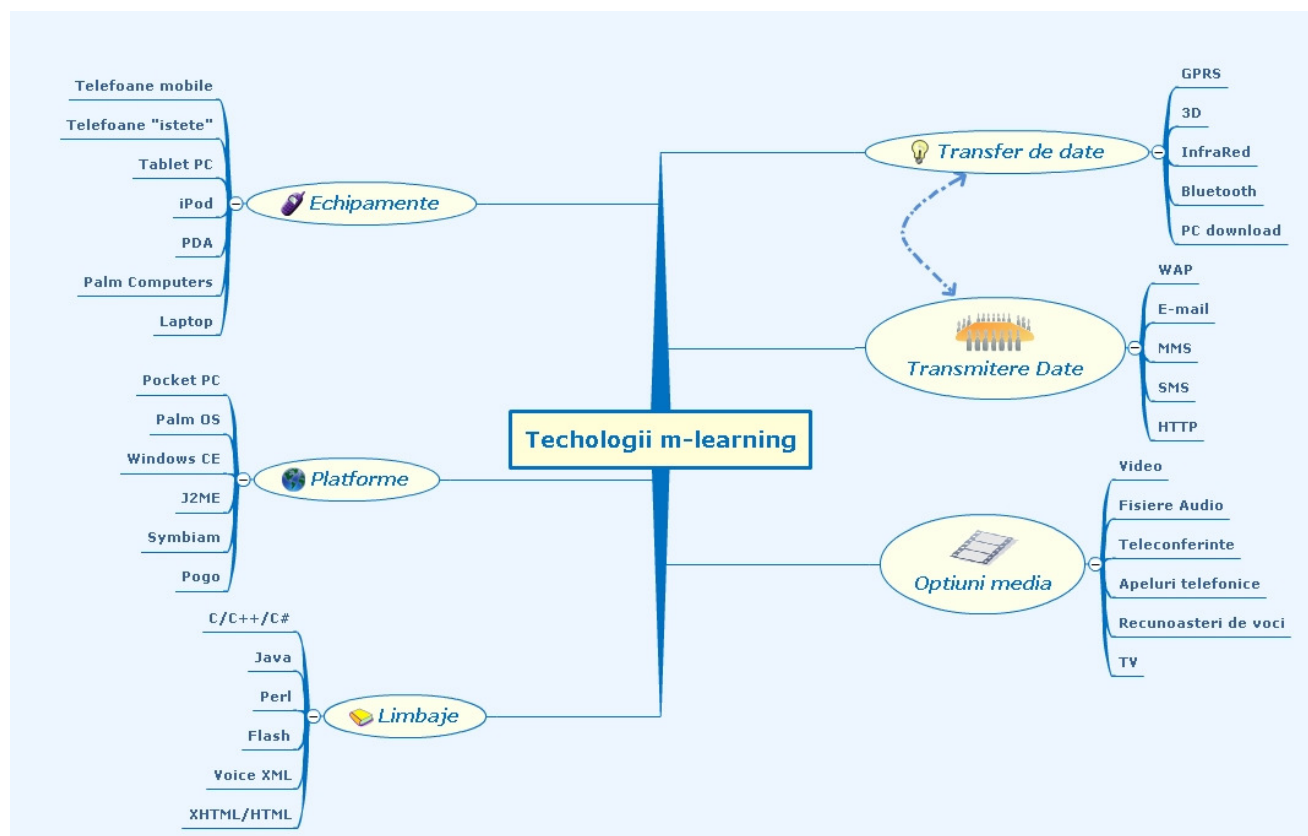 Techologii m-learning
Echipamente
Telefoane mobile
Telefoane "istete"
Tablet PC
iPod
PDA
Palm Computers
Laptop
Platforme
Pocket PC
Palm OS
Windows CE
J2ME
Symbiam
Pogo
Limbaje
C/C++/C#
Java
Perl
Flash
Voice XML
XHTML/HTML
Transfer de date
GPRS
3D
InfraRed
Bluetooth
PC download
Transmitere Date
WAP
E-mail
MMS
SMS
HTTP
Optiuni media
Video
Fisiere Audio
Teleconferinte
Apeluri telefonice
Recunoasteri de voci
TV